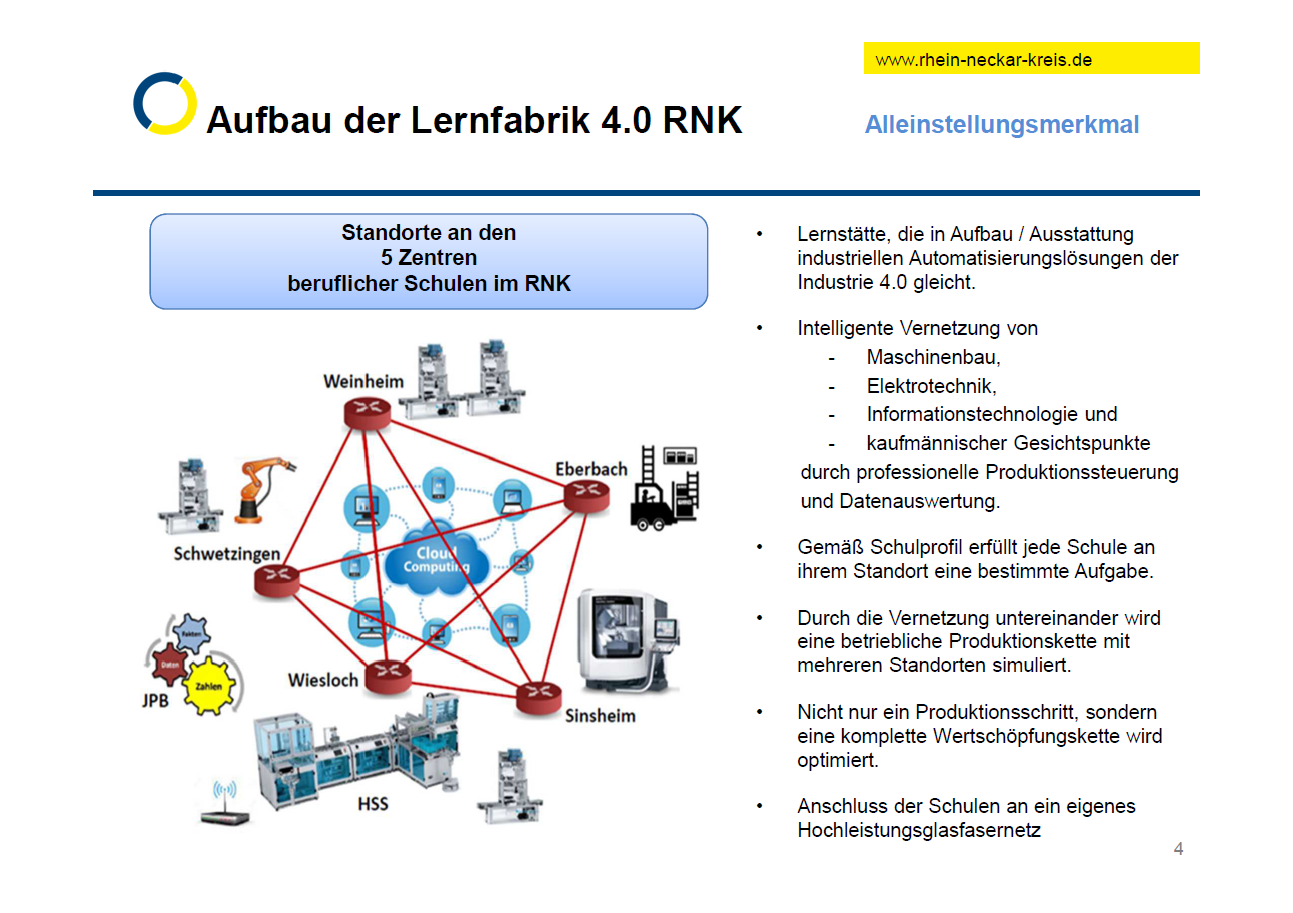 www.rhein-neckar-kreis.de
Aufbau der Lernfabrik 4.0 RNK
Alleinstellungsmerkmal
Standorte an den
5 Zentren
beruflicher Schulen im RNK
Weinheim
Eberbach
Schwetzingen
Cloud
Computing
Fakten
Daten
Zahlen
JPB
Wiesloch
Sinsheim
HSS
• Lernstätte, die in Aufbau / Ausstattung
industriellen Automatisierungslösungen der
Industrie 4.0 gleicht.
• Intelligente Vernetzung von
- Maschinenbau,
- Elektrotechnik,
- Informationstechnologie und
- kaufmännischer Gesichtspunkte
durch professionelle Produktionssteuerung
und Datenauswertung.
• Gemäß Schulprofil erfüllt jede Schule an
ihrem Standort eine bestimmte Aufgabe.
• Durch die Vernetzung untereinander wird
eine betriebliche Produktionskette mit
mehreren Standorten simuliert.
• Nicht nur ein Produktionsschritt, sondern
eine komplette Wertschöpfungskette wird
optimiert.
• Anschluss der Schulen an ein eigenes
Hochleistungsglasfasernetz
4